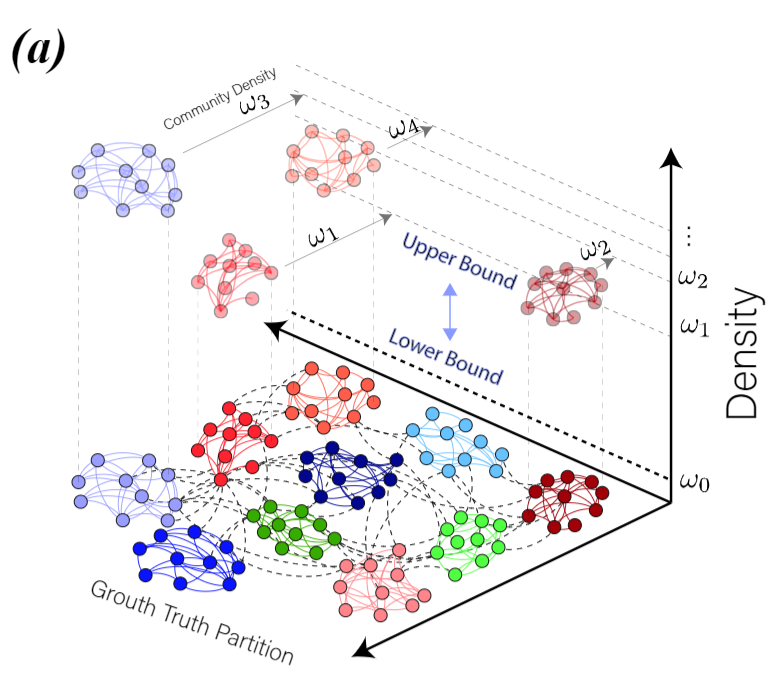 (a)
Community Density
ω3
ω4
ω1
ω2
Upper Bound
Lower Bound
...
ω2
ω1
ω0
Density
Grouth Truth Partition